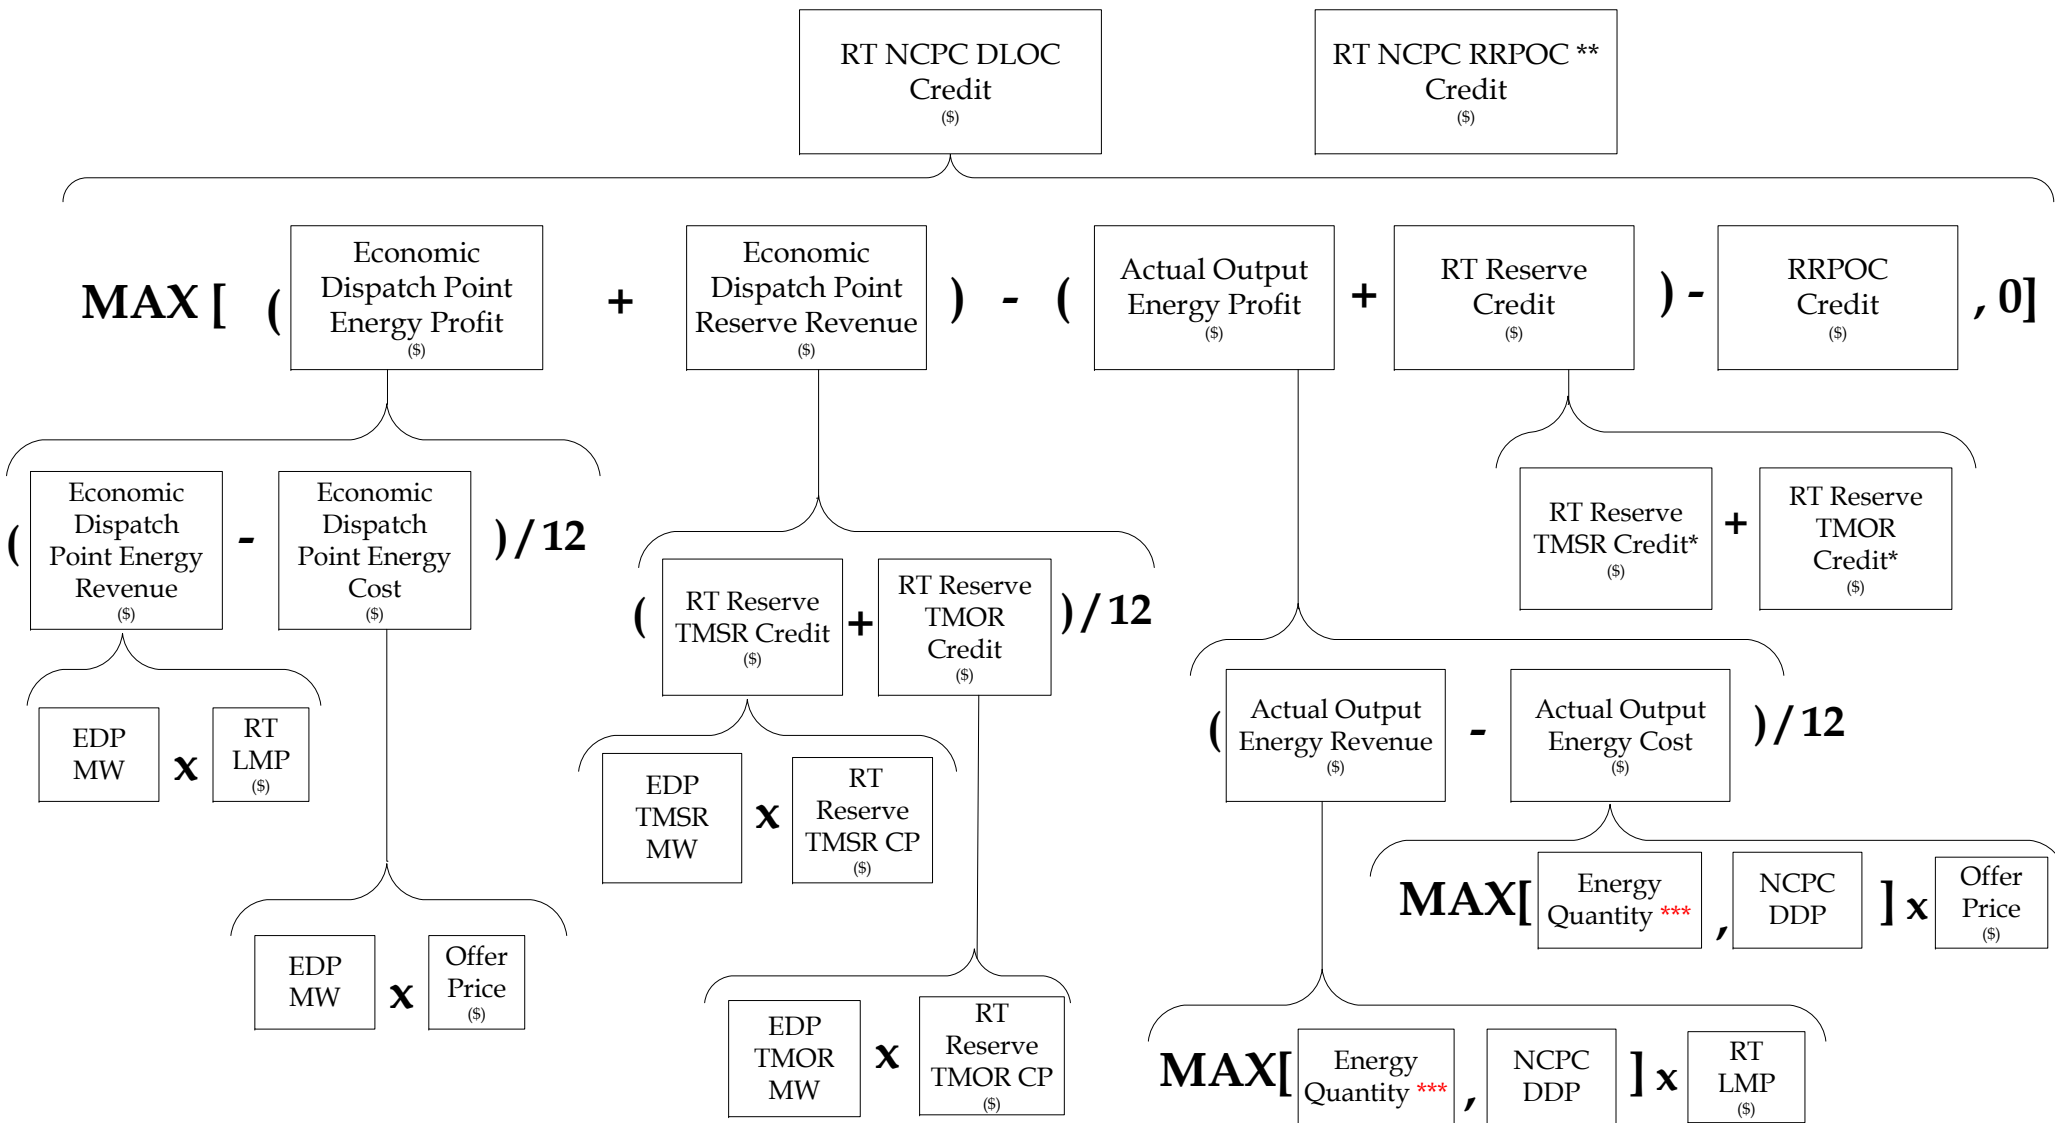 RT NCPC DLOC
Credit
($)
RT NCPC RRPOC **
Credit
($)
MAX [
(
Economic
Dispatch Point
Energy Profit
($)
+
Economic
Dispatch Point
Reserve Revenue
($)
)
-
(
Actual Output
Energy Profit
($)
+
RT Reserve
Credit
($)
) -
RRPOC
Credit
($)
, 0]
(
Economic
Dispatch
Point Energy
Revenue
($)
-
Economic
Dispatch
Point Energy
Cost
($)
) / 12
EDP
MW
x
RT
LMP
($)
EDP
MW
x
Offer
Price
($)
(
RT Reserve
TMSR Credit
($)
+
RT Reserve
TMOR
Credit
($)
) / 12
EDP
TMSR
MW
x
RT
Reserve
TMSR CP
($)
EDP
TMOR
MW
x
RT
Reserve
TMOR CP
($)
RT Reserve
TMSR Credit*
($)
+
RT Reserve
TMOR
Credit*
($)
(
Actual Output
Energy Revenue
($)
-
Actual Output
Energy Cost
($)
) / 12
MAX[
Energy
Quantity ***
,
NCPC
DDP
] x
Offer
Price
($)
MAX[
Energy
Quantity ***
,
NCPC
DDP
] x
RT
LMP
($)